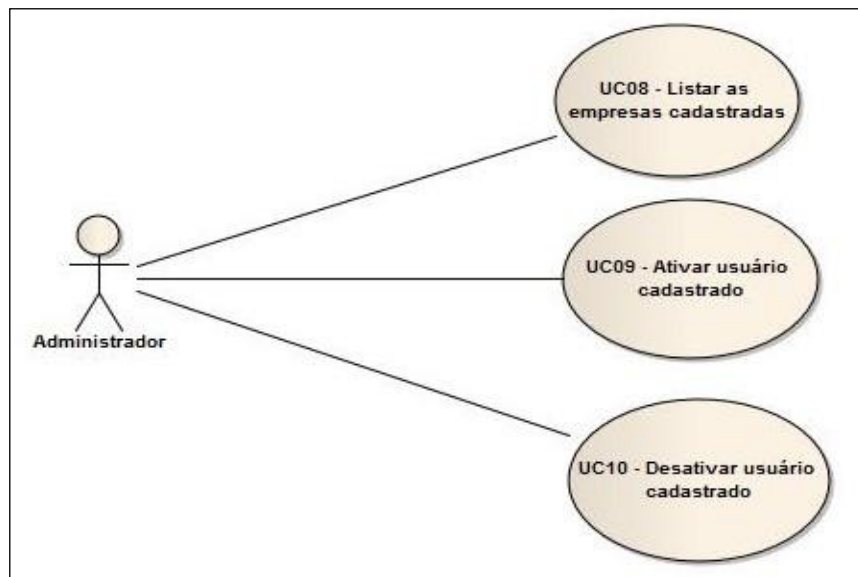 UC08 - Listar as
empresas cadastradas
UC09 - Ativar usuário
cadastrado
Administrador
UC10 - Desativar usuário
cadastrado